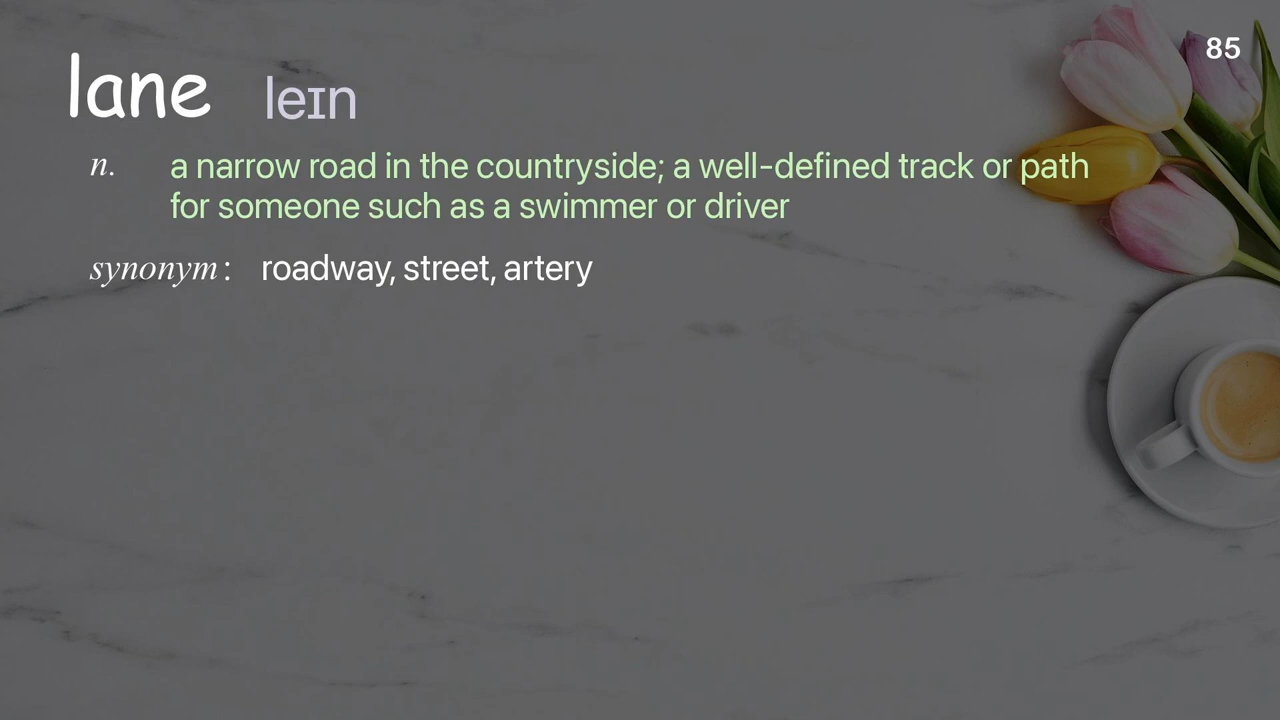 85
lane leɪn
n. a narrow road in the countryside; a well-defined track or path
for someone such as a swimmer or driver
synonym: roadway, street, artery